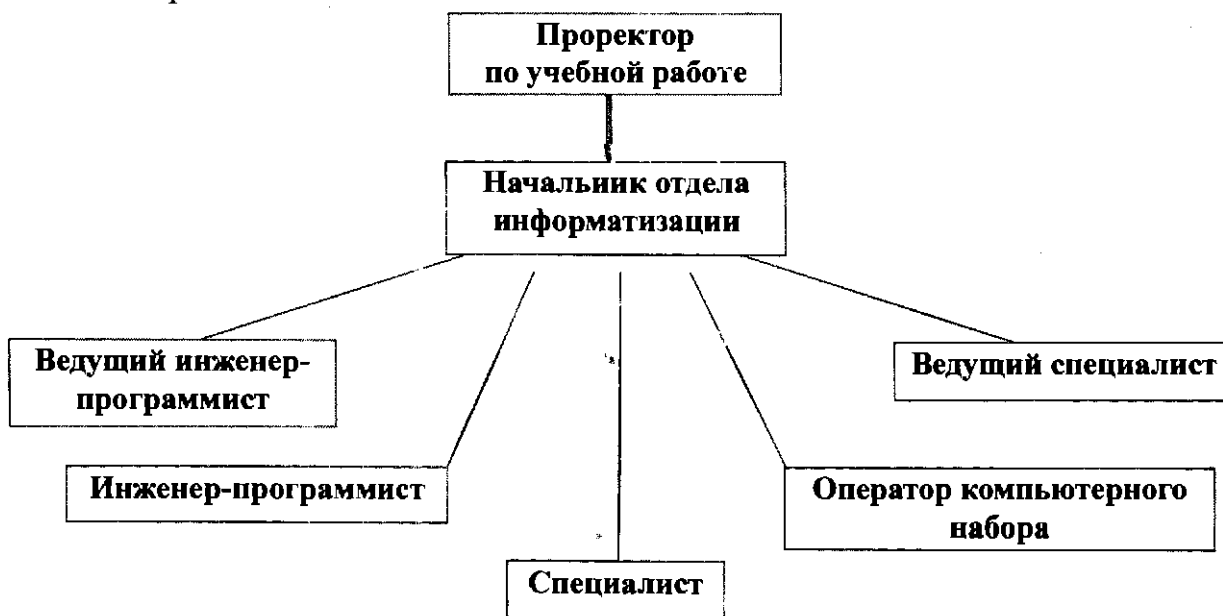 Проректор
по учебной работе
Начальник отдела
информатизации
Ведущий инженер-
программист
Ведущий специалист
Инженер-программист
Оператор компьютерного
набора
Специалист